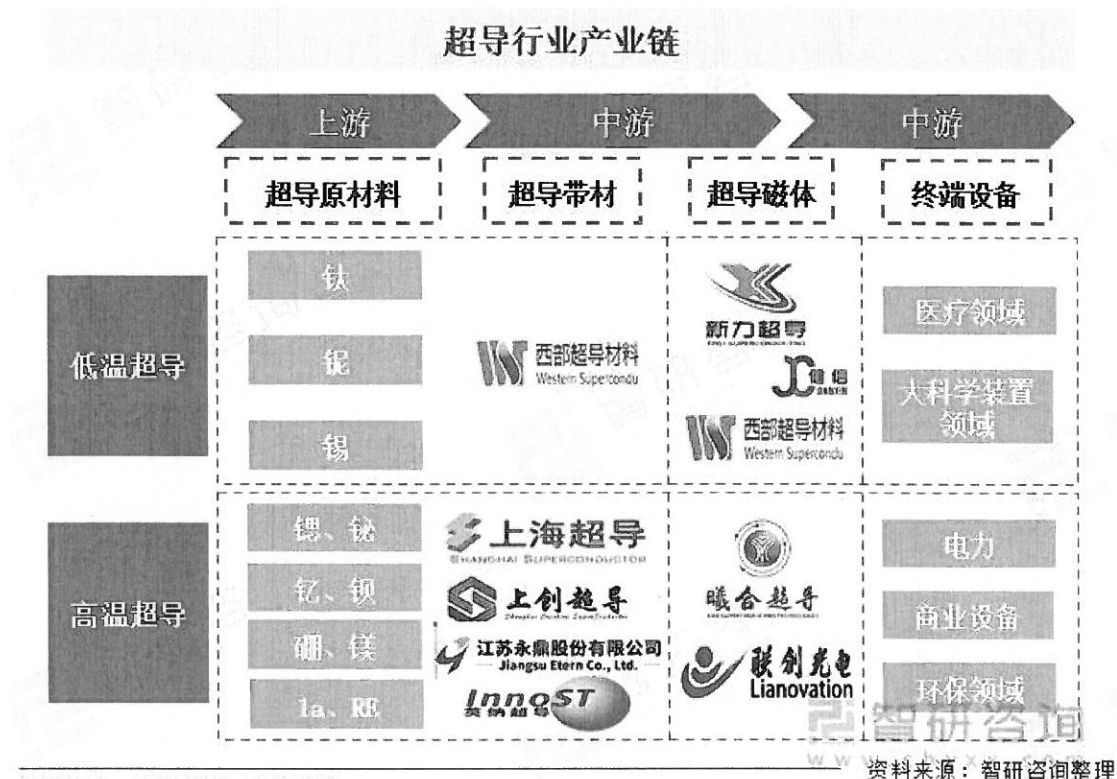 超导行业产业链
上游 中游 中游
超导原材料 超导带材 超导磁体 终端设备
低温超导
钛
铌
锡
西部超导材料
Western Supercondu
新力超导
健信
西部超导材料
Western Supercondu
医疗领域
大科学装置
领域
高温超导
锶、铋
钇、钡
硼、镁
1a、RE
上海超导
SHANGHAI SUPERCONDUCTOR
上创超导
江苏永鼎股份有限公司
Jiangsu Etern Co., Ltd.
InnoST
英纳超导
曦合超导
联创光电
Lianovation
电力
商业设备
环保领域
智研咨询
资料来源：智研咨询整理